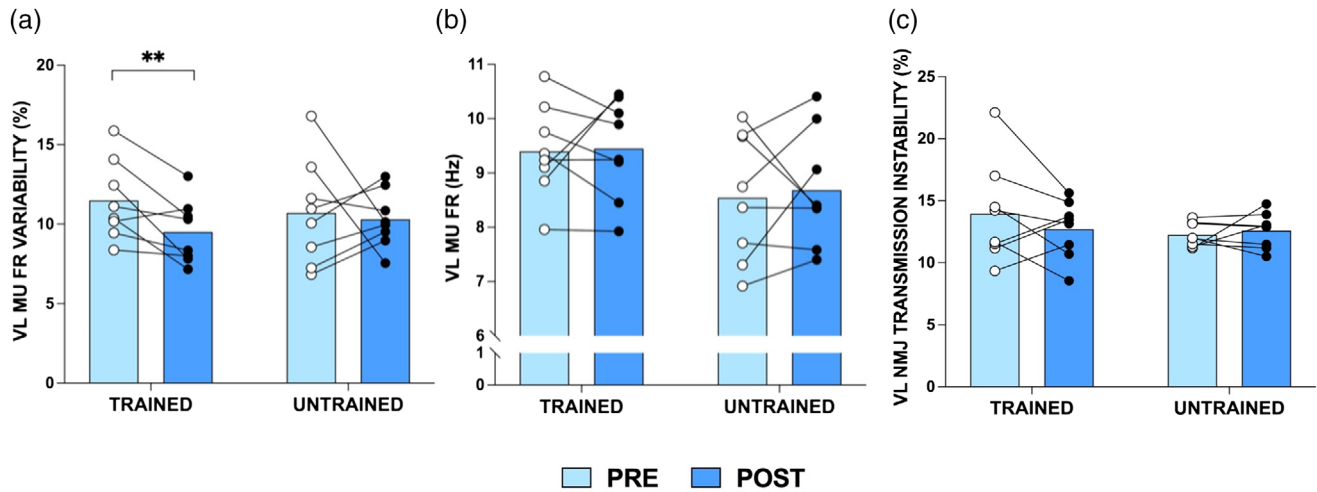 (a)
VL MU FR VARIABILITY (%)
20
15
10
5
0
**
TRAINED
UNTRAINED
(b)
VL MU FR (Hz)
11
10
9
8
7
6
1
0
TRAINED
UNTRAINED
(c)
VL NMJ TRANSMISSION INSTABILITY (%)
25
20
15
10
5
0
TRAINED
UNTRAINED
PRE
POST